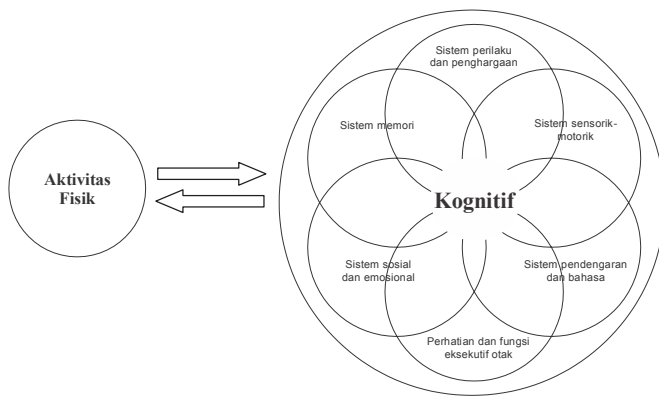 Sistem perilaku
dan penghargaan
Sistem memori
Sistem sensorik-
motorik
Aktivitas
Fisik
Kognitif
Sistem sosial
dan emosional
Sistem pendengaran
dan bahasa
Perhatian dan fungsi
eksekutif otak